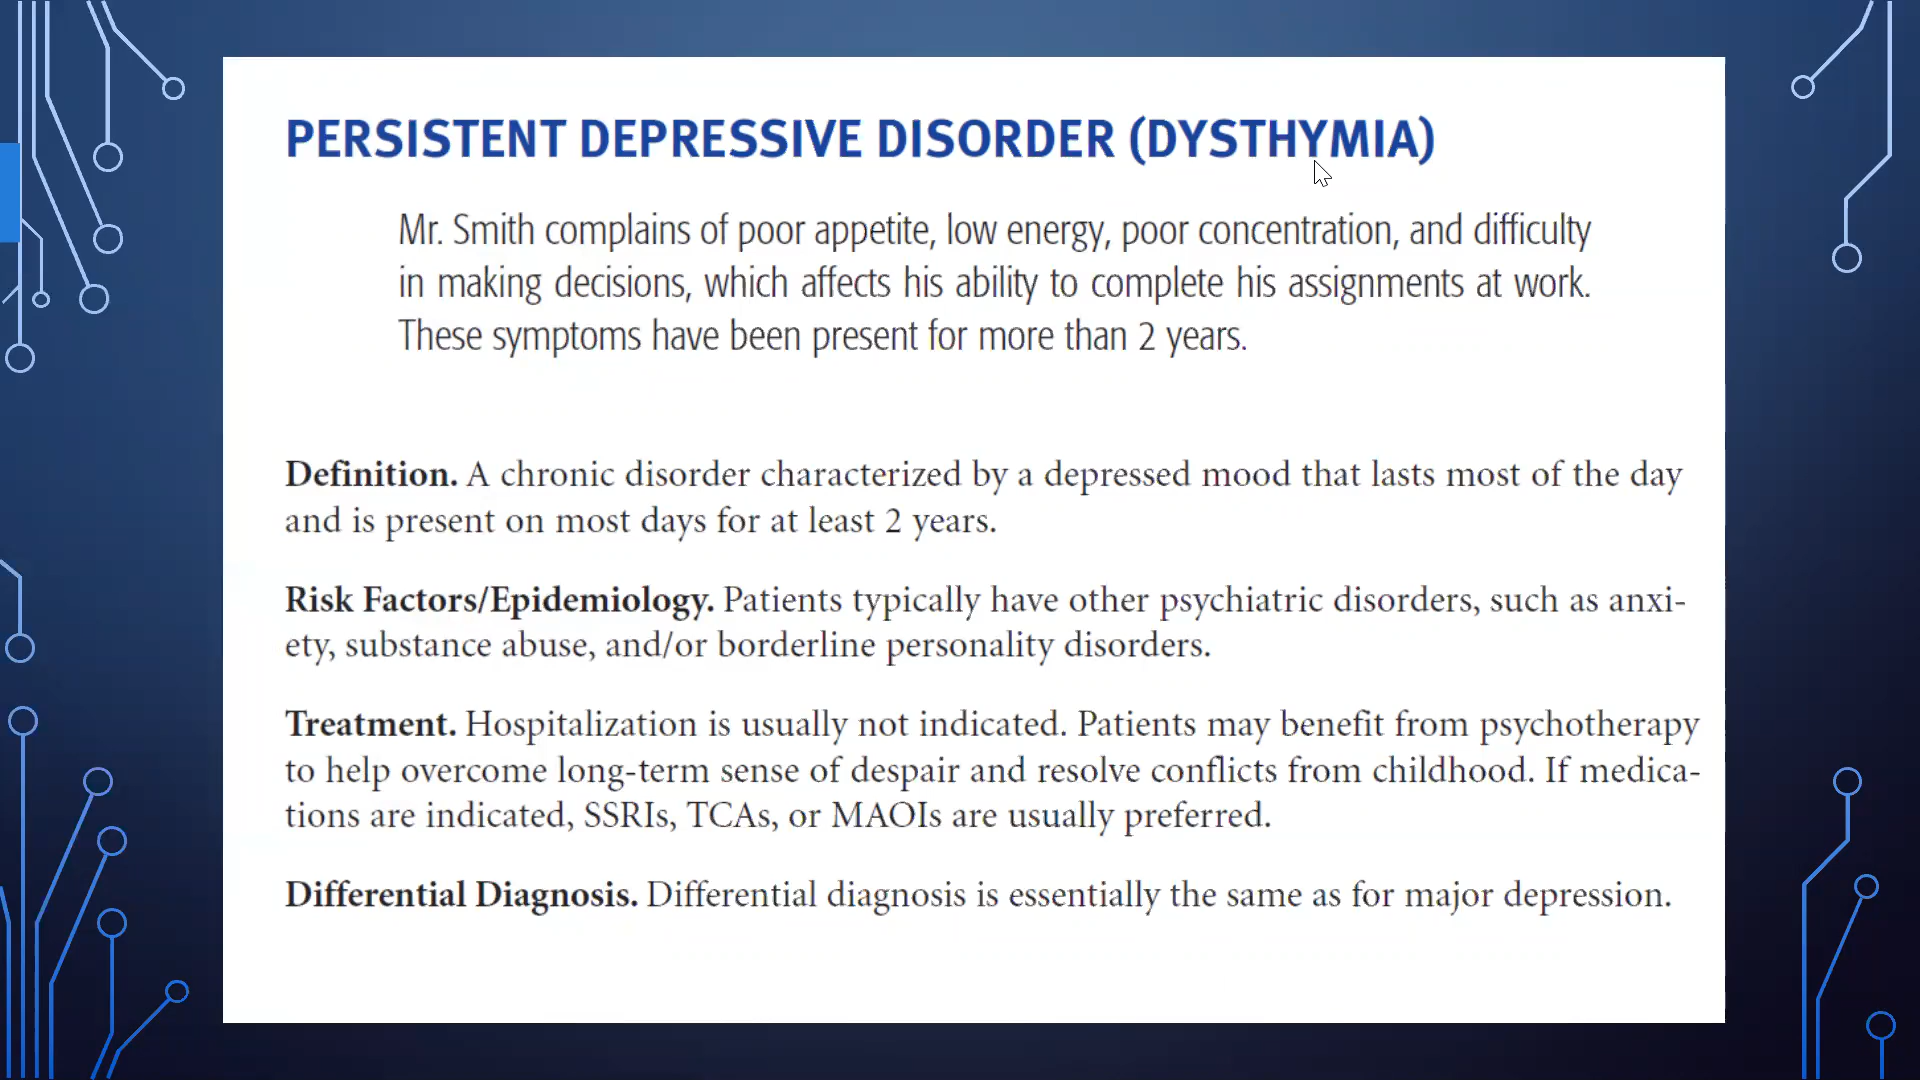 PERSISTENT DEPRESSIVE DISORDER (DYSTHYMIA)
Mr. Smith complains of poor appetite, low energy, poor concentration, and difficulty
in making decisions, which affects his ability to complete his assignments at work.
These symptoms have been present for more than 2 years.
Definition. A chronic disorder characterized by a depressed mood that lasts most of the day
and is present on most days for at least 2 years.
Risk Factors/Epidemiology. Patients typically have other psychiatric disorders, such as anxi-
ety, substance abuse, and/or borderline personality disorders.
Treatment. Hospitalization is usually not indicated. Patients may benefit from psychotherapy
to help overcome long-term sense of despair and resolve conflicts from childhood. If medica-
tions are indicated, SSRIs, TCAs, or MAOIs are usually preferred.
Differential Diagnosis. Differential diagnosis is essentially the same as for major depression.